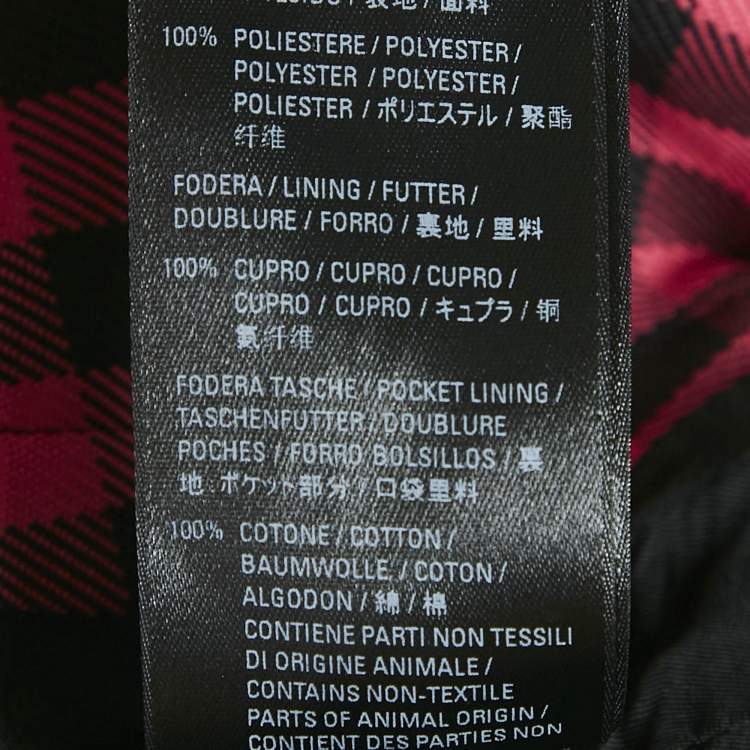 裏地 / 面料
100% POLIESTERE / POLYESTER /
POLYESTER / POLYESTER /
POLIESTER / ポリエステル / 聚酯
纤维
FODERA / LINING / FUTTER /
DOUBLURE / FORRO / 裏地 / 里料
100% CUPRO / CUPRO / CUPRO /
CUPRO / CUPRO / キュプラ / 铜
氨纤维
FODERA TASCHE / POCKET LINING /
TASCHENFUTTER / DOUBLURE
POCHES / FORRO BOLSILLOS / 裏
地 ポケット部分 / 口袋里料
100% COTONE / COTTON /
BAUMWOLLE / COTON /
ALGODON / 綿 / 棉
CONTIENE PARTI NON TESSILI
DI ORIGINE ANIMALE /
CONTAINS NON-TEXTILE
PARTS OF ANIMAL ORIGIN /
CONTIENT DES PARTIES NON